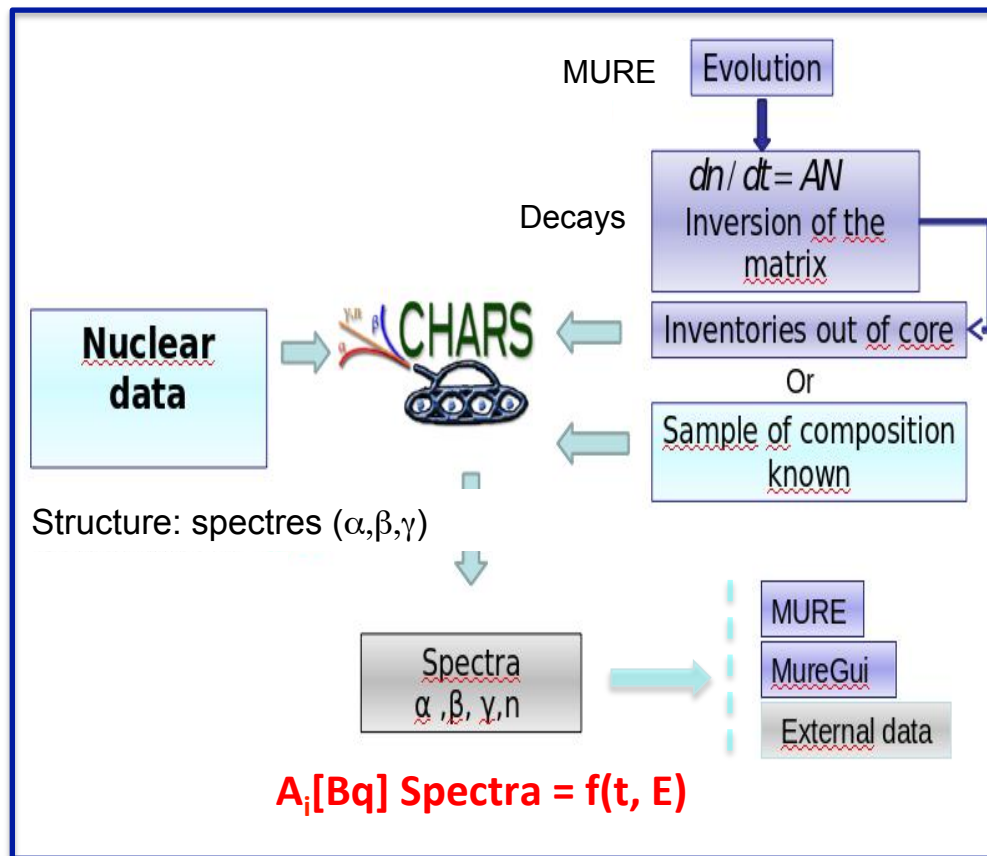 MURE
Evolution
dn/dt=AN
Decays
Inversion of the
matrix
Nuclear
data
γ,n
β
α
CHARS
Inventories out of core
Or
Sample of composition
known
Structure: spectres (α,β,γ)
Spectra
α ,β, γ,n
MURE
MureGui
External data
Aᵢ[Bq] Spectra = f(t, E)